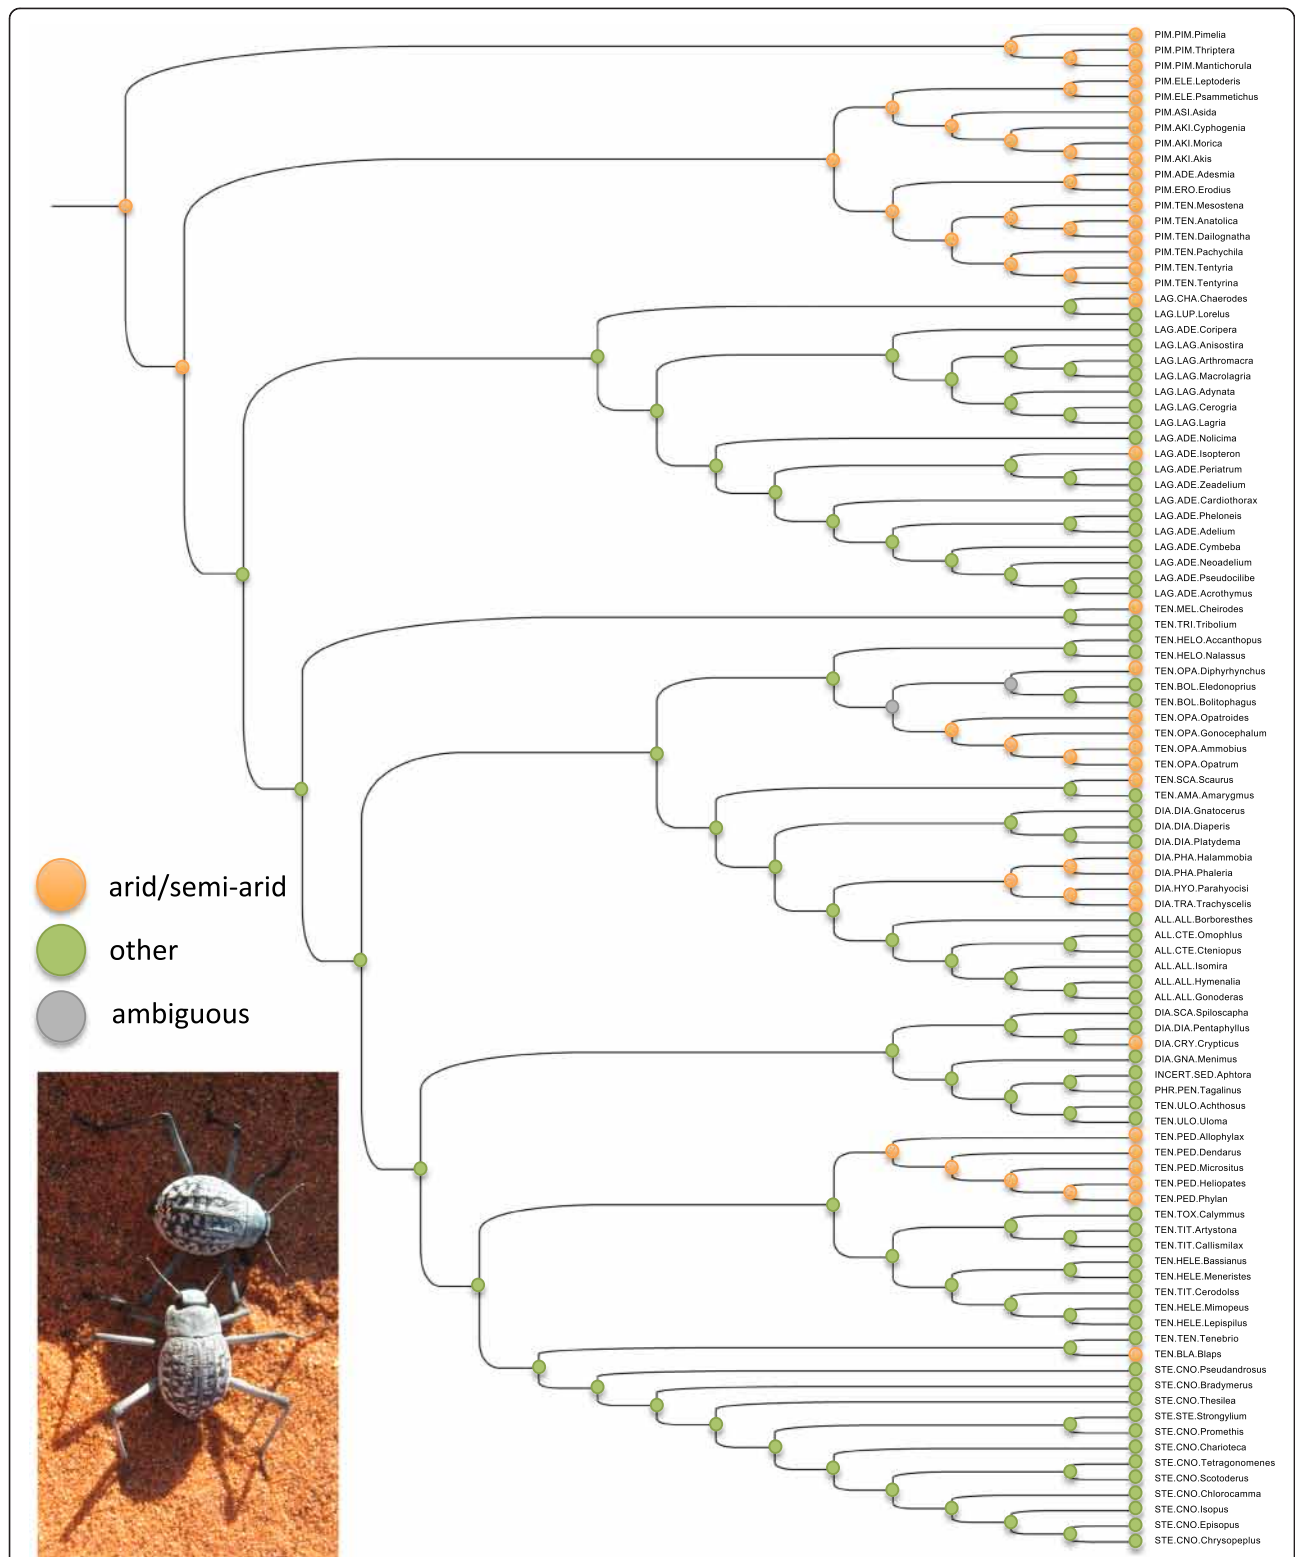 PIM.PIM.Pimelia
PIM.PIM.Thriptera
PIM.PIM.Mantichorula
PIM.ELE.Leptoderis
PIM.ELE.Psammetichus
PIM.ASI.Asida
PIM.AKI.Cyphogenia
PIM.AKI.Morica
PIM.AKI.Akis
PIM.ADE.Adesmia
PIM.ERO.Erodius
PIM.TEN.Mesostena
PIM.TEN.Anatolica
PIM.TEN.Dailognatha
PIM.TEN.Pachychila
PIM.TEN.Tentyria
PIM.TEN.Tentyrina
LAG.CHA.Chaerodes
LAG.LUP.Lorelus
LAG.ADE.Coripera
LAG.LAG.Anisostira
LAG.LAG.Arthromacra
LAG.LAG.Macrolagria
LAG.LAG.Adynata
LAG.LAG.Cerogria
LAG.LAG.Lagria
LAG.ADE.Nolicima
LAG.ADE.Isopteron
LAG.ADE.Periatrum
LAG.ADE.Zeadelium
LAG.ADE.Cardiothorax
LAG.ADE.Pheloneis
LAG.ADE.Adelium
LAG.ADE.Cymbeba
LAG.ADE.Neoadelium
LAG.ADE.Pseudocilibe
LAG.ADE.Acrothymus
TEN.MEL.Cheirodes
TEN.TRI.Tribolium
TEN.HELO.Accanthopus
TEN.HELO.Nalassus
TEN.OPA.Diphyrhynchus
TEN.BOL.Eledonoprius
TEN.BOL.Bolitophagus
TEN.OPA.Opatroides
TEN.OPA.Gonocephalum
TEN.OPA.Ammobius
TEN.OPA.Opatrum
TEN.SCA.Scaurus
TEN.AMA.Amarygmus
DIA.DIA.Gnatocerus
DIA.DIA.Diaperis
DIA.DIA.Platydema
DIA.PHA.Halammobia
DIA.PHA.Phaleria
DIA.HYO.Parahyocisi
DIA.TRA.Trachyscelis
ALL.ALL.Borboresthes
ALL.CTE.Omophlus
ALL.CTE.Cteniopus
ALL.ALL.Isomira
ALL.ALL.Hymenalia
ALL.ALL.Gonoderas
DIA.SCA.Spiloscapha
DIA.DIA.Pentaphyllus
DIA.CRY.Crypticus
DIA.GNA.Menimus
INCERT.SED.Aphtora
PHR.PEN.Tagalinus
TEN.ULO.Achthosus
TEN.ULO.Uloma
TEN.PED.Allophylax
TEN.PED.Dendarus
TEN.PED.Micrositus
TEN.PED.Heliopates
TEN.PED.Phylan
TEN.TOX.Calymmus
TEN.TIT.Artystona
TEN.TIT.Callismilax
TEN.HELE.Bassianus
TEN.HELE.Meneristes
TEN.TIT.Cerodolss
TEN.HELE.Mimopeus
TEN.HELE.Lepispilus
TEN.TEN.Tenebrio
TEN.BLA.Blaps
STE.CNO.Pseudandrosus
STE.CNO.Bradymerus
STE.CNO.Thesilea
STE.STE.Strongylium
STE.CNO.Promethis
STE.CNO.Charioteca
STE.CNO.Tetragonomenes
STE.CNO.Scotoderus
STE.CNO.Chlorocamma
STE.CNO.Isopus
STE.CNO.Episopus
STE.CNO.Chrysopeplus
arid/semi-arid
other
ambiguous